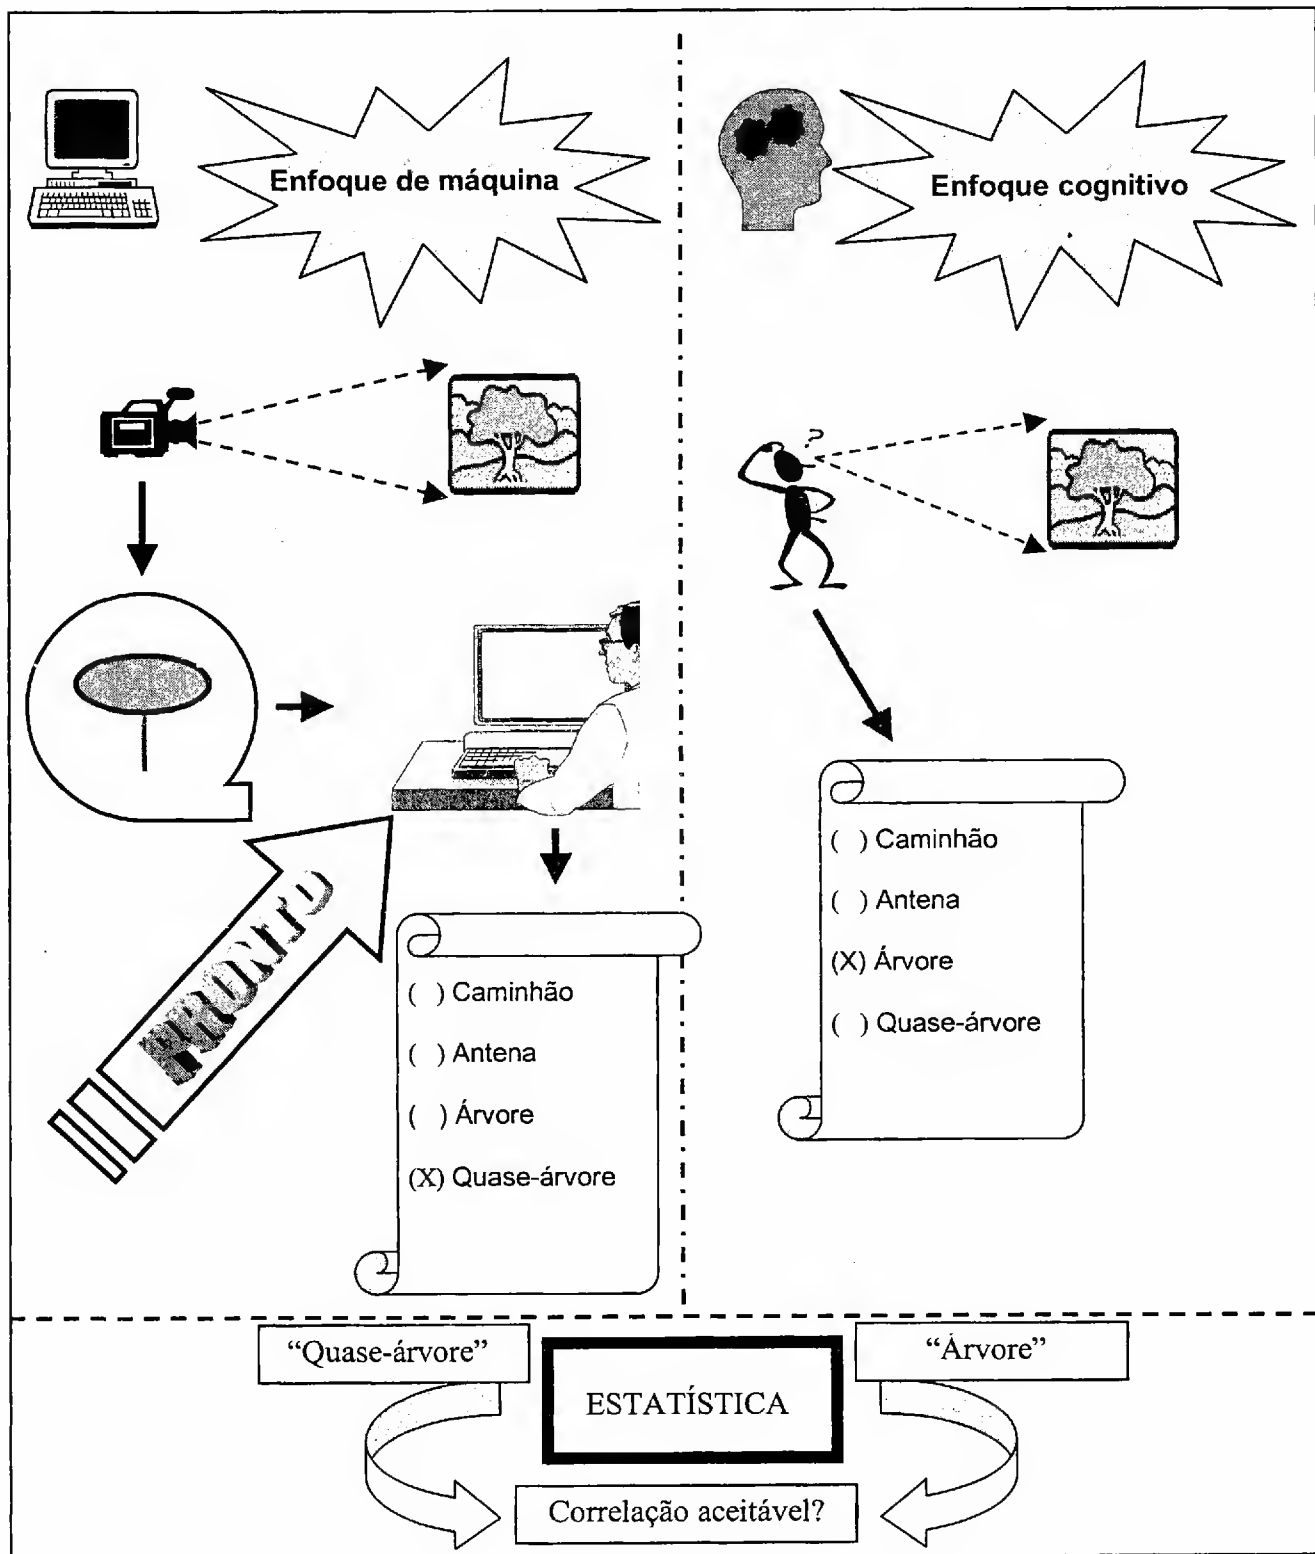 Enfoque de máquina
Enfoque cognitivo
?
( ) Caminhão
( ) Antena
(X) Árvore
( ) Quase-árvore
PRONTO
( ) Caminhão
( ) Antena
( ) Árvore
(X) Quase-árvore
“Quase-árvore”
ESTATÍSTICA
“Árvore”
Correlação aceitável?